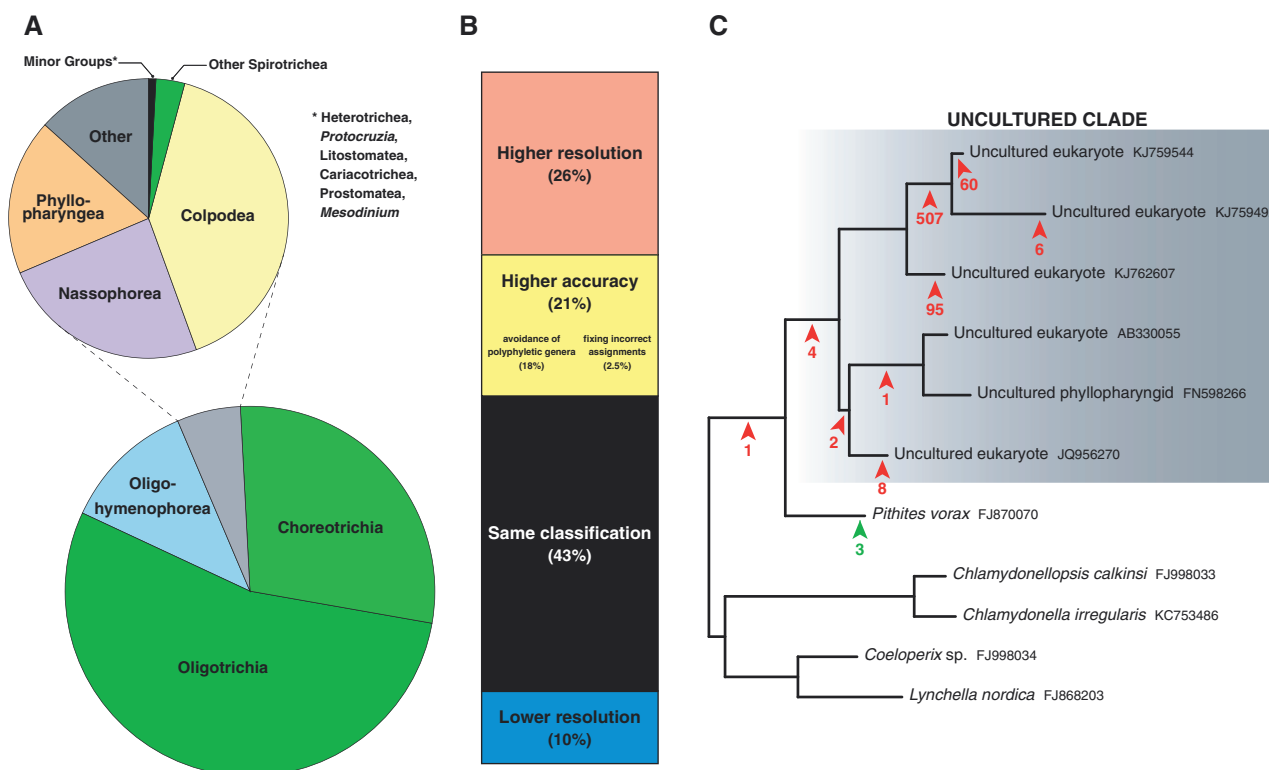 A
Minor Groups*
Other Spirotrichea
Other
Phyllo-
pharyngea
Colpodea
Nassophorea
* Heterotrichea,
Protocruzia,
Litostomatea,
Cariacotrichea,
Prostomatea,
Mesodinium
Oligo-
hymenophorea
Choreotrichia
Oligotrichia
B
Higher resolution
(26%)
Higher accuracy
(21%)
avoidance of
polyphyletic genera
(18%)
fixing incorrect
assignments
(2.5%)
Same classification
(43%)
Lower resolution
(10%)
C
UNCULTURED CLADE
Uncultured eukaryote KJ759544
60
507
Uncultured eukaryote KJ75949
6
Uncultured eukaryote KJ762607
95
Uncultured eukaryote AB330055
4
1
Uncultured phyllopharyngid FN598266
2
1
Uncultured eukaryote JQ956270
8
Pithites vorax FJ870070
3
Chlamydonellopsis calkinsi FJ998033
Chlamydonella irregularis KC753486
Coeloperix sp. FJ998034
Lynchella nordica FJ868203